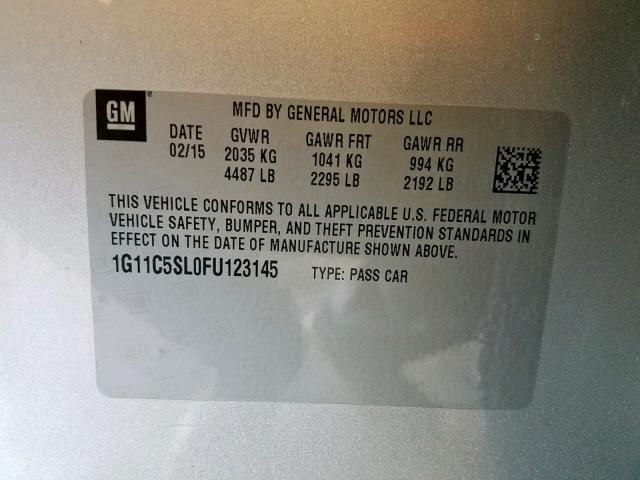 GM ®
MFD BY GENERAL MOTORS LLC
DATE GVWR GAWR FRT GAWR RR
02/15 2035 KG 1041 KG 994 KG
4487 LB 2295 LB 2192 LB
THIS VEHICLE CONFORMS TO ALL APPLICABLE U.S. FEDERAL MOTOR
VEHICLE SAFETY, BUMPER, AND THEFT PREVENTION STANDARDS IN
EFFECT ON THE DATE OF MANUFACTURE SHOWN ABOVE.
1G11C5SL0FU123145 TYPE: PASS CAR